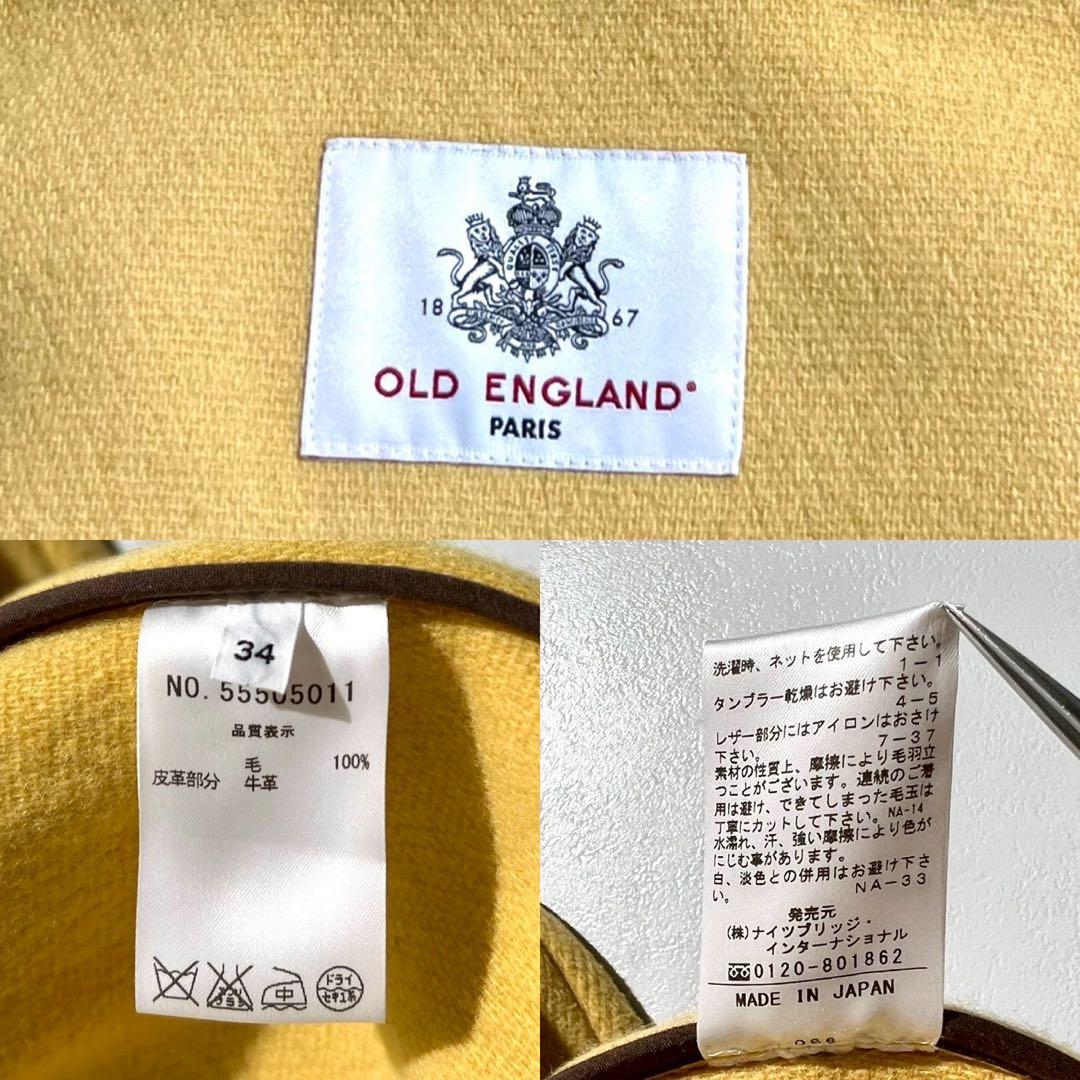 QUALITE
18 67
OLD ENGLAND®
PARIS
34
NO. 55505011
品質表示
毛 100%
皮革部分 牛革
中
ドライ
セキユ系
洗濯時、ネットを使用して下さい。
1-1
タンブラー乾燥はお避け下さい。
4-5
レザー部分にはアイロンはおさけ
下さい。 7-37
素材の性質上、摩擦により毛羽立
つことがございます。連続のご着
用は避け、できてしまった毛玉は
丁寧にカットして下さい。NA-14
水濡れ、汗、強い摩擦により色が
にじむ事があります。
白、淡色との併用はお避け下さ
い。 NA-33
発売元
(株)ナイツブリッジ・
インターナショナル
0120-801862
MADE IN JAPAN